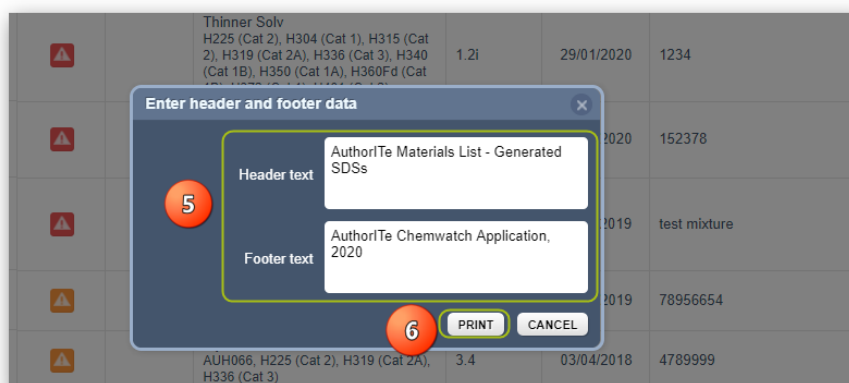 Thinner Solv
H225 (Cat 2), H304 (Cat 1), H315 (Cat
2), H319 (Cat 2A), H336 (Cat 3), H340
(Cat 1B), H350 (Cat 1A), H360Fd (Cat
1.2i
29/01/2020
1234
Enter header and footer data
2020
152378
Header text
AuthorITe Materials List - Generated
SDSs
5
2019
test mixture
Footer text
AuthorITe Chemwatch Application,
2020
2019
78956654
6
PRINT
CANCEL
AUH066, H225 (Cat 2), H319 (Cat 2A),
H336 (Cat 3)
3.4
03/04/2018
4789999